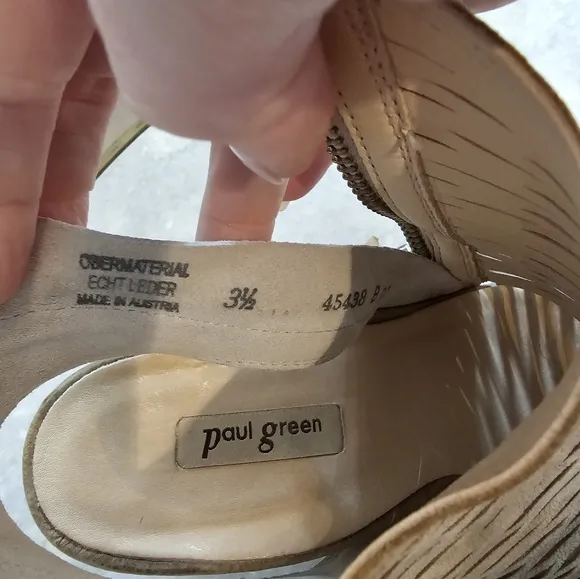 OBERMATERIAL
ECHT LEDER
MADE IN AUSTRIA
3½
45438 B
paul green